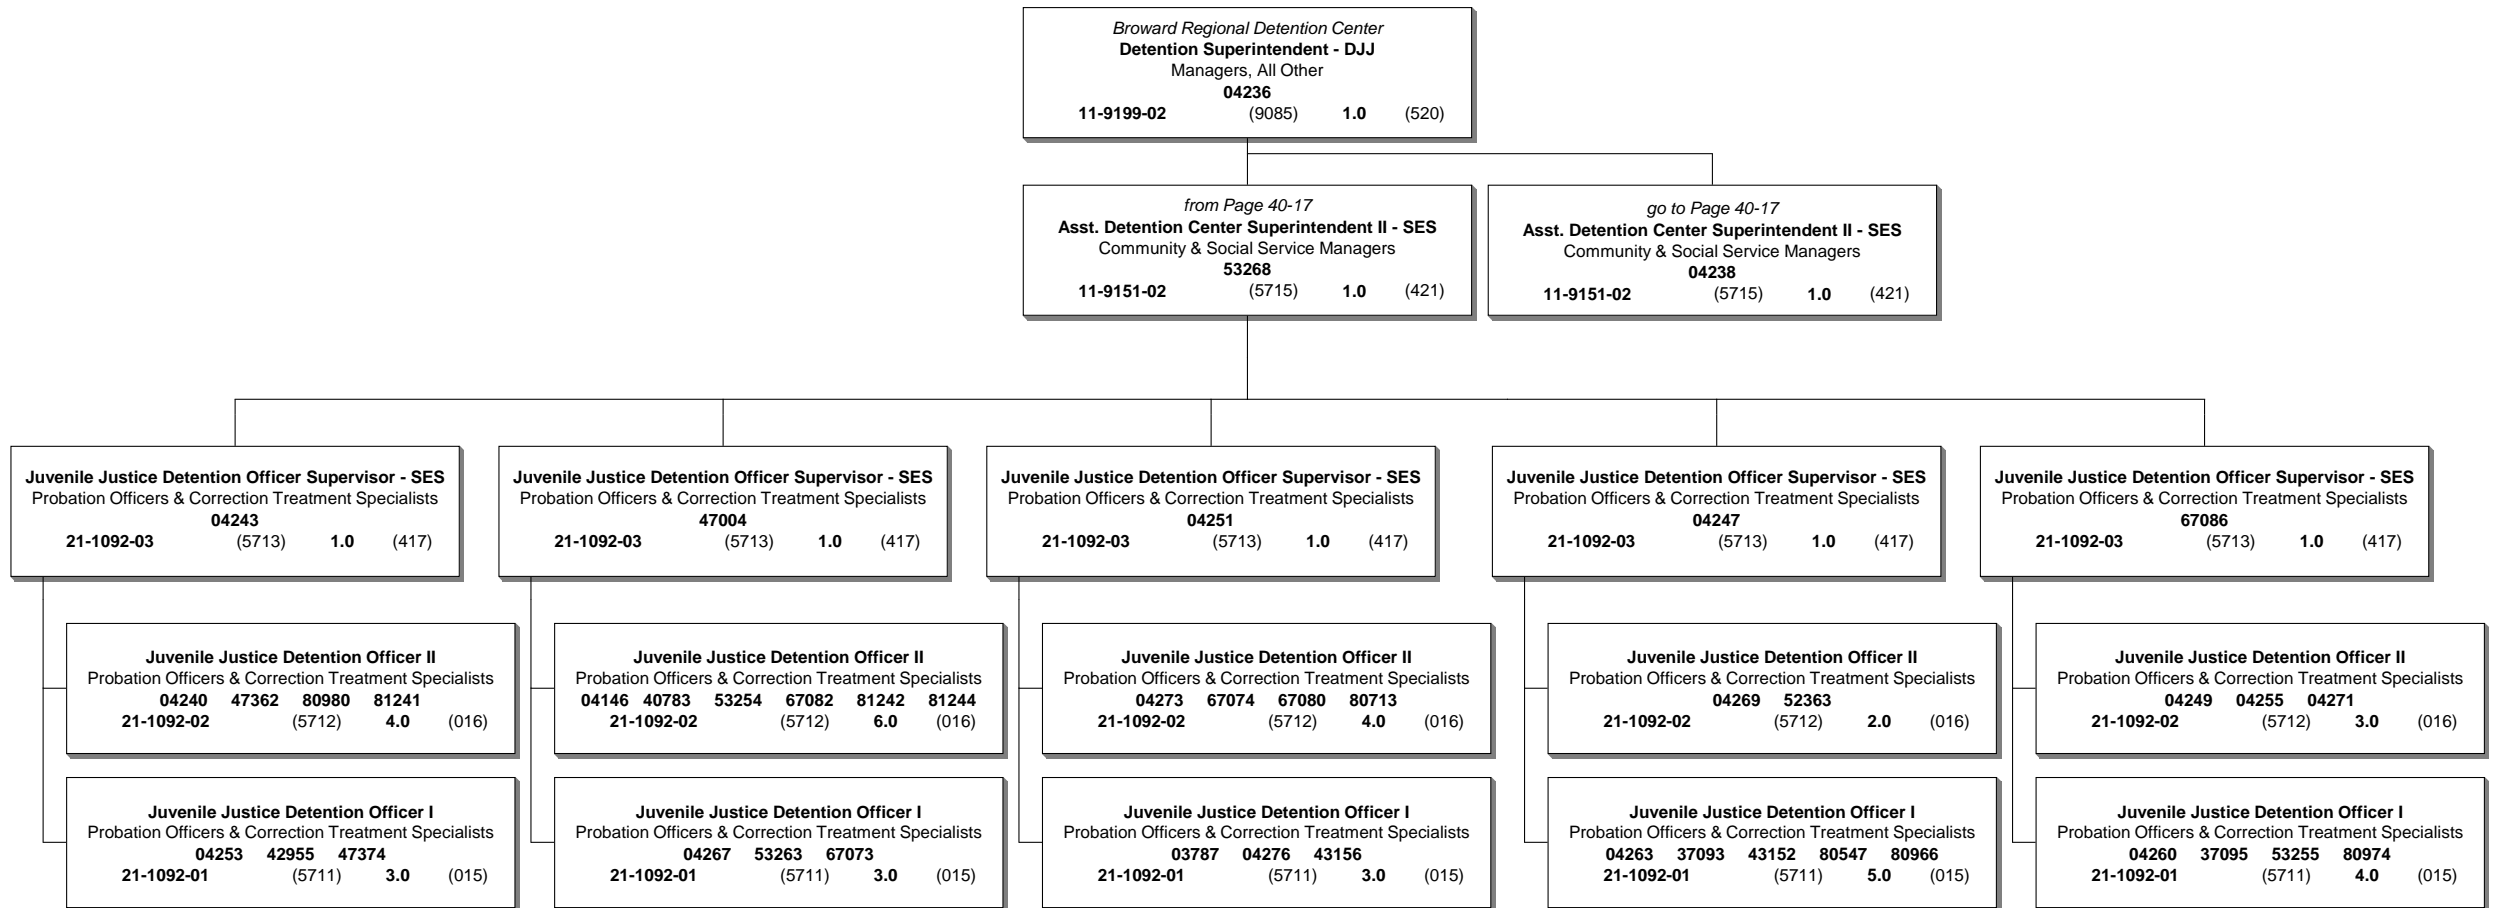 Broward Regional Detention Center
Detention Superintendent - DJJ
Managers, All Other
04236
11-9199-02 (9085) 1.0 (520)
from Page 40-17
Asst. Detention Center Superintendent II - SES
Community & Social Service Managers
53268
11-9151-02 (5715) 1.0 (421)
go to Page 40-17
Asst. Detention Center Superintendent II - SES
Community & Social Service Managers
04238
11-9151-02 (5715) 1.0 (421)
Juvenile Justice Detention Officer Supervisor - SES
Probation Officers & Correction Treatment Specialists
04243
21-1092-03 (5713) 1.0 (417)
Juvenile Justice Detention Officer Supervisor - SES
Probation Officers & Correction Treatment Specialists
47004
21-1092-03 (5713) 1.0 (417)
Juvenile Justice Detention Officer Supervisor - SES
Probation Officers & Correction Treatment Specialists
04251
21-1092-03 (5713) 1.0 (417)
Juvenile Justice Detention Officer Supervisor - SES
Probation Officers & Correction Treatment Specialists
04247
21-1092-03 (5713) 1.0 (417)
Juvenile Justice Detention Officer Supervisor - SES
Probation Officers & Correction Treatment Specialists
67086
21-1092-03 (5713) 1.0 (417)
Juvenile Justice Detention Officer II
Probation Officers & Correction Treatment Specialists
04240 47362 80980 81241
21-1092-02 (5712) 4.0 (016)
Juvenile Justice Detention Officer II
Probation Officers & Correction Treatment Specialists
04146 40783 53254 67082 81242 81244
21-1092-02 (5712) 6.0 (016)
Juvenile Justice Detention Officer II
Probation Officers & Correction Treatment Specialists
04273 67074 67080 80713
21-1092-02 (5712) 4.0 (016)
Juvenile Justice Detention Officer II
Probation Officers & Correction Treatment Specialists
04269 52363
21-1092-02 (5712) 2.0 (016)
Juvenile Justice Detention Officer II
Probation Officers & Correction Treatment Specialists
04249 04255 04271
21-1092-02 (5712) 3.0 (016)
Juvenile Justice Detention Officer I
Probation Officers & Correction Treatment Specialists
04253 42955 47374
21-1092-01 (5711) 3.0 (015)
Juvenile Justice Detention Officer I
Probation Officers & Correction Treatment Specialists
04267 53263 67073
21-1092-01 (5711) 3.0 (015)
Juvenile Justice Detention Officer I
Probation Officers & Correction Treatment Specialists
03787 04276 43156
21-1092-01 (5711) 3.0 (015)
Juvenile Justice Detention Officer I
Probation Officers & Correction Treatment Specialists
04263 37093 43152 80547 80966
21-1092-01 (5711) 5.0 (015)
Juvenile Justice Detention Officer I
Probation Officers & Correction Treatment Specialists
04260 37095 53255 80974
21-1092-01 (5711) 4.0 (015)